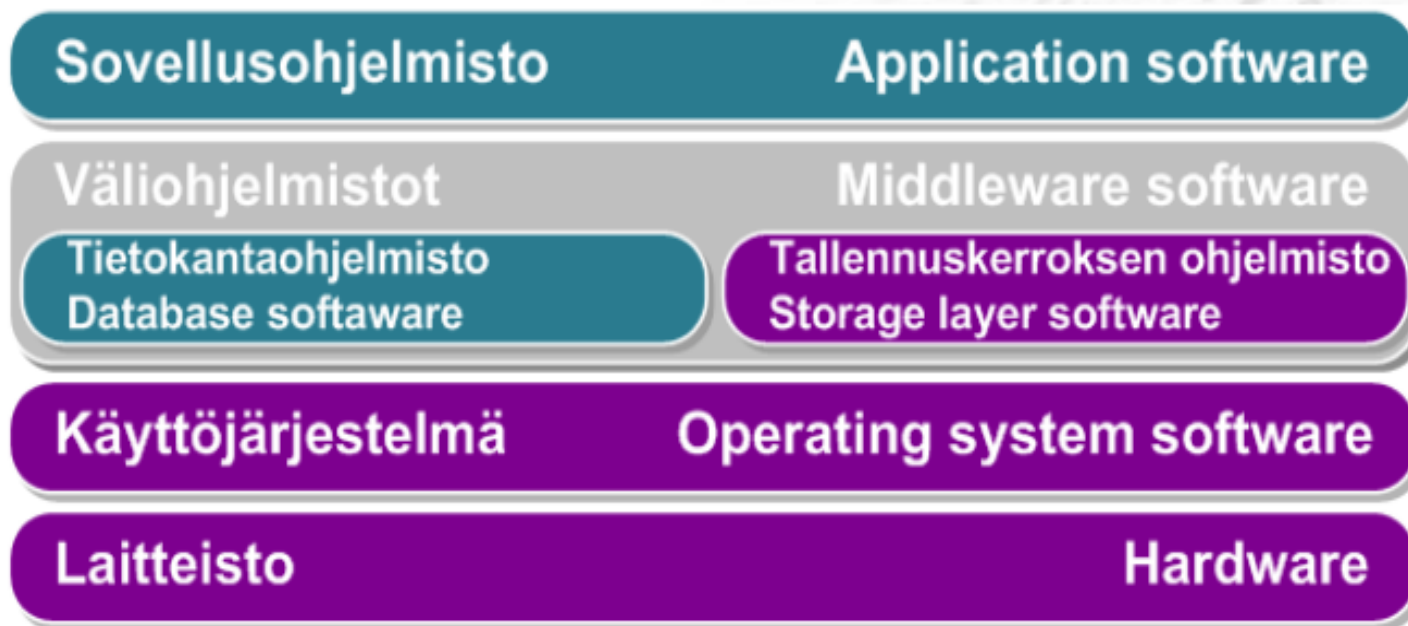 Sovellusohjelmisto Application software
Väliohjelmistot Middleware software
Tietokantaohjelmisto
Database softaware
Tallennuskerroksen ohjelmisto
Storage layer software
Käyttöjärjestelmä Operating system software
Laitteisto Hardware